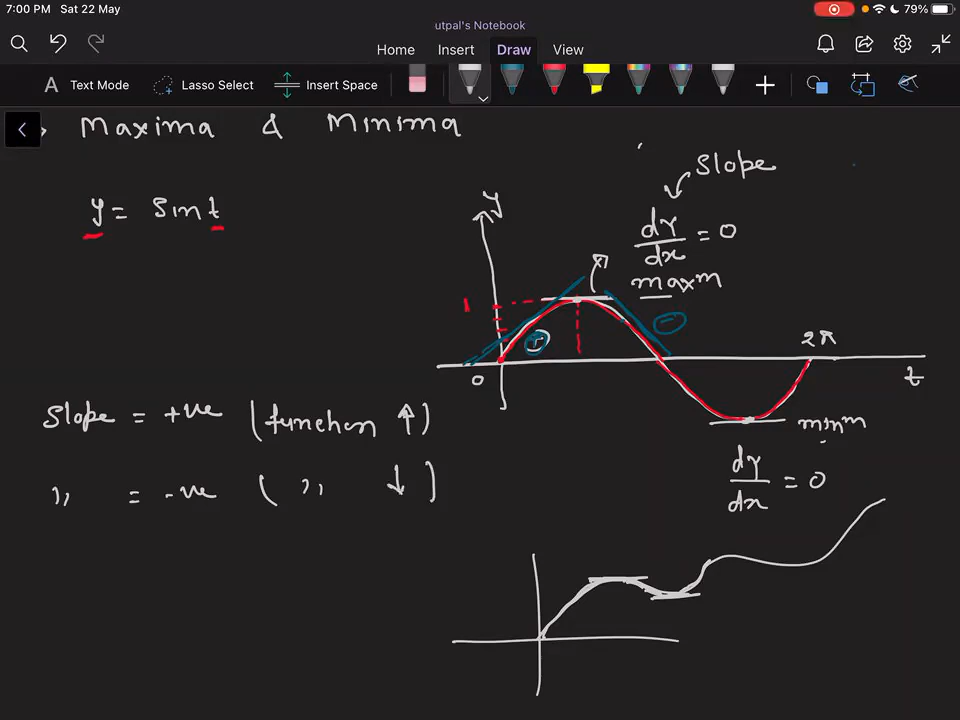 7:00 PM Sat 22 May 79%
utpal's Notebook
Home Insert Draw View
A Text Mode Lasso Select Insert Space
Maxima & Minima
y = Sin t
Slope
dy/dx = 0
maxm
y
1
+
-
0
2π
t
minm
dy/dx = 0
Slope = +ve (function ↑)
,, = -ve ( ,, ↓ )